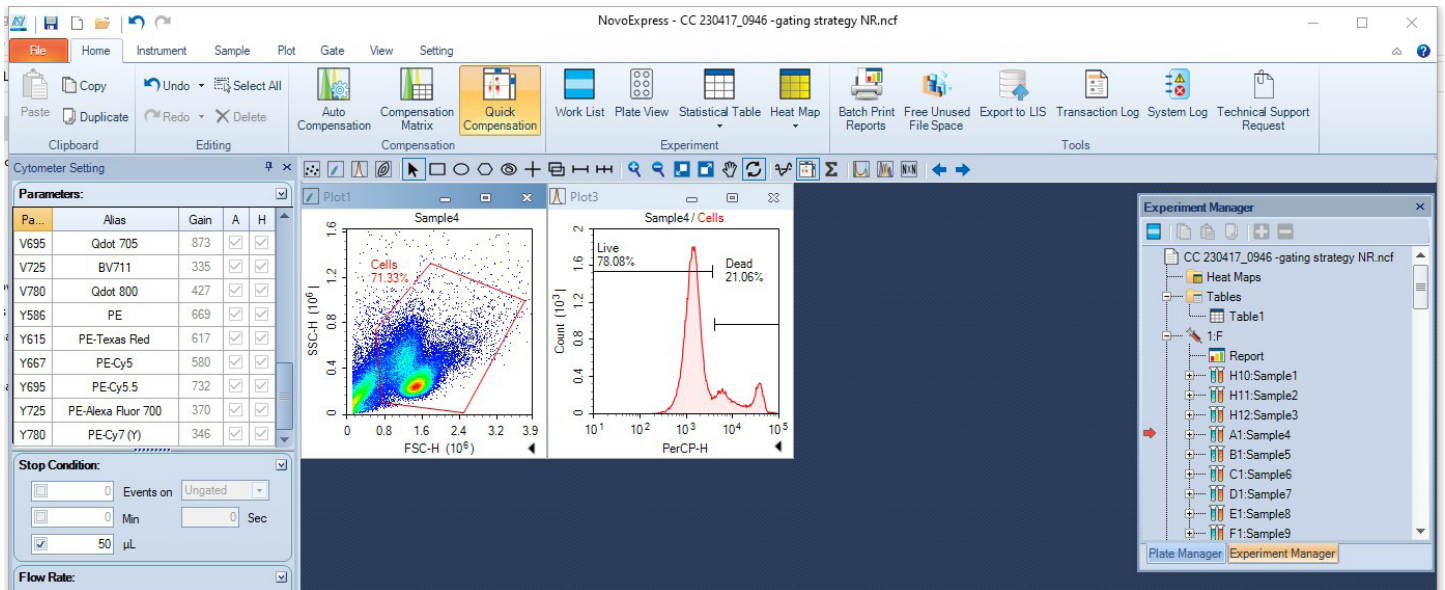 NovoExpress - CC 230417_0946 -gating strategy NR.ncf
File Home Instrument Sample Plot Gate View Setting
Paste
Copy
Duplicate
Clipboard
Undo Select All
Redo Delete
Editing
Auto Compensation
Compensation Matrix
Quick Compensation
Compensation
Work List Plate View Statistical Table Heat Map
Experiment
Batch Print Reports
Free Unused File Space
Export to LIS
Transaction Log
System Log
Technical Support Request
Tools
Cytometer Setting
Parameters:
Pa... Alias Gain A H
V695 Qdot 705 873
V725 BV711 335
V780 Qdot 800 427
Y586 PE 669
Y615 PE-Texas Red 617
Y667 PE-Cy5 580
Y695 PE-Cy5.5 732
Y725 PE-Alexa Fluor 700 370
Y780 PE-Cy7 (Y) 346
Stop Condition:
0 Events on Ungated
0 Min 0 Sec
50 µL
Flow Rate:
Plot1
Sample4
SSC-H (10⁶)
1.6
1.2
0.8
0.4
0
Cells
71.33%
0 0.8 1.6 2.4 3.2 3.9
FSC-H (10⁶)
Plot3
Sample4 / Cells
Count (10³)
2
1.6
1.2
0.8
0.4
0
Live
78.08%
Dead
21.06%
10¹ 10² 10³ 10⁴ 10⁵
PerCP-H
Experiment Manager
CC 230417_0946 -gating strategy NR.ncf
Heat Maps
Tables
Table1
1:F
Report
H10:Sample1
H11:Sample2
H12:Sample3
A1:Sample4
B1:Sample5
C1:Sample6
D1:Sample7
E1:Sample8
F1:Sample9
Plate Manager Experiment Manager